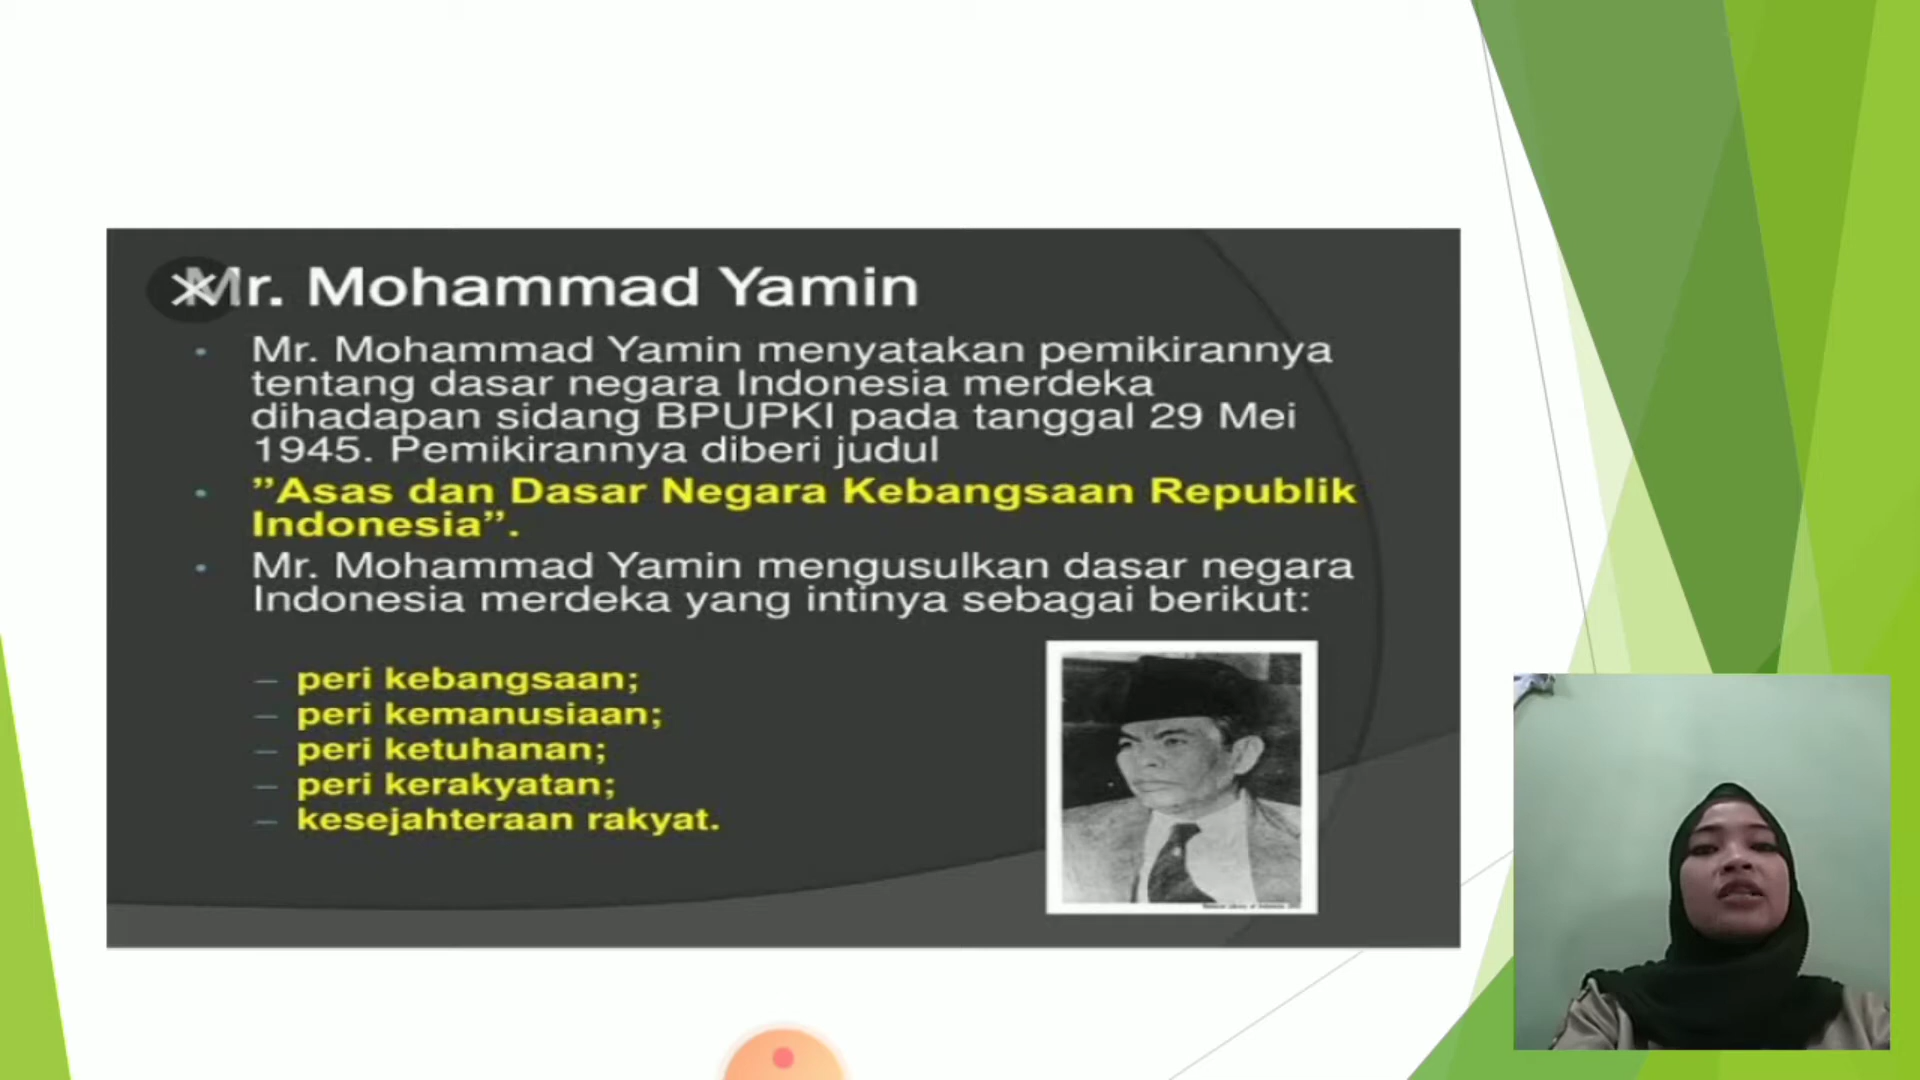 Mr. Mohammad Yamin
• Mr. Mohammad Yamin menyatakan pemikirannya
tentang dasar negara Indonesia merdeka
dihadapan sidang BPUPKI pada tanggal 29 Mei
1945. Pemikirannya diberi judul
• ”Asas dan Dasar Negara Kebangsaan Republik
Indonesia”.
• Mr. Mohammad Yamin mengusulkan dasar negara
Indonesia merdeka yang intinya sebagai berikut:
– peri kebangsaan;
– peri kemanusiaan;
– peri ketuhanan;
– peri kerakyatan;
– kesejahteraan rakyat.